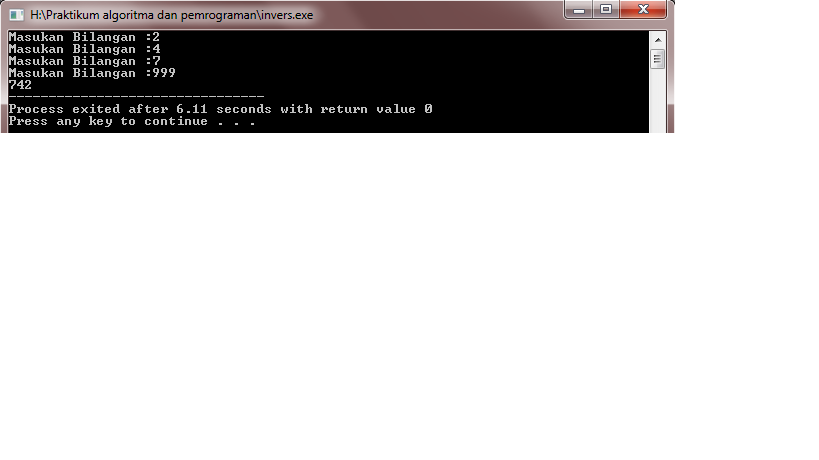 H:\Praktikum algoritma dan pemrograman\invers.exe
Masukan Bilangan :2
Masukan Bilangan :4
Masukan Bilangan :7
Masukan Bilangan :999
742
--------------------------------
Process exited after 6.11 seconds with return value 0
Press any key to continue . . .